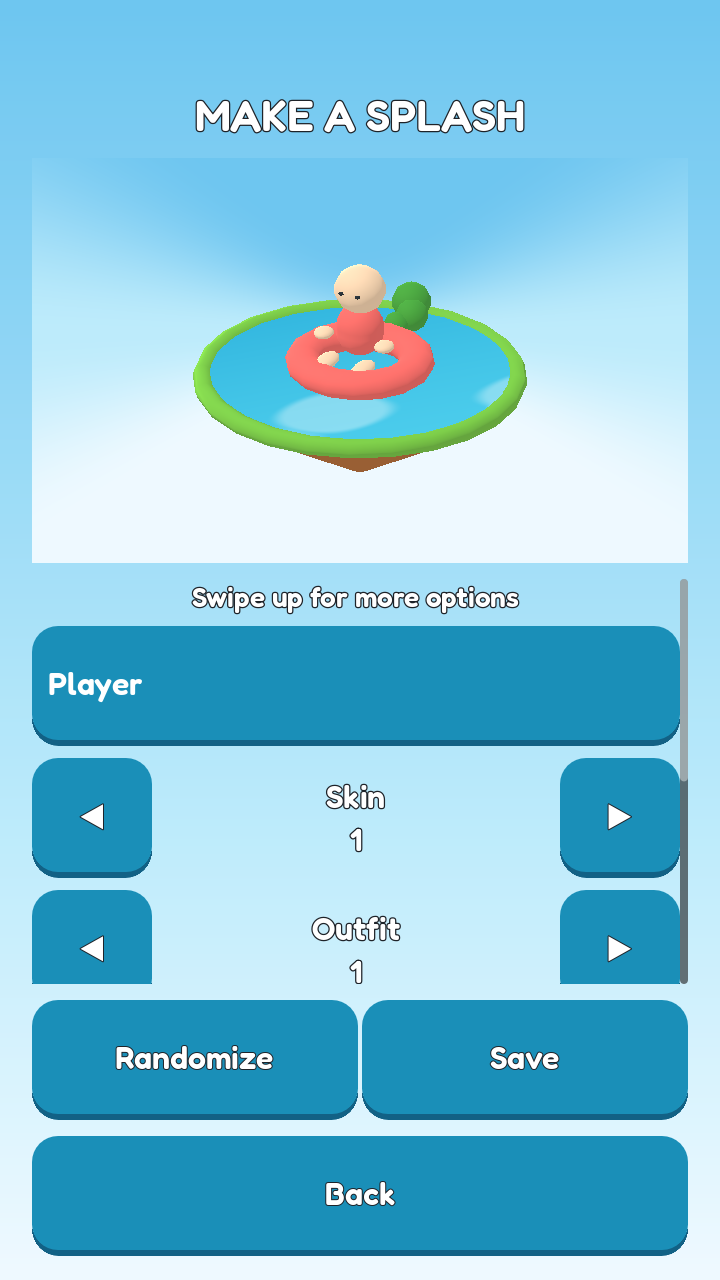 MAKE A SPLASH
Swipe up for more options
Player
Skin
1
Outfit
1
Randomize
Save
Back